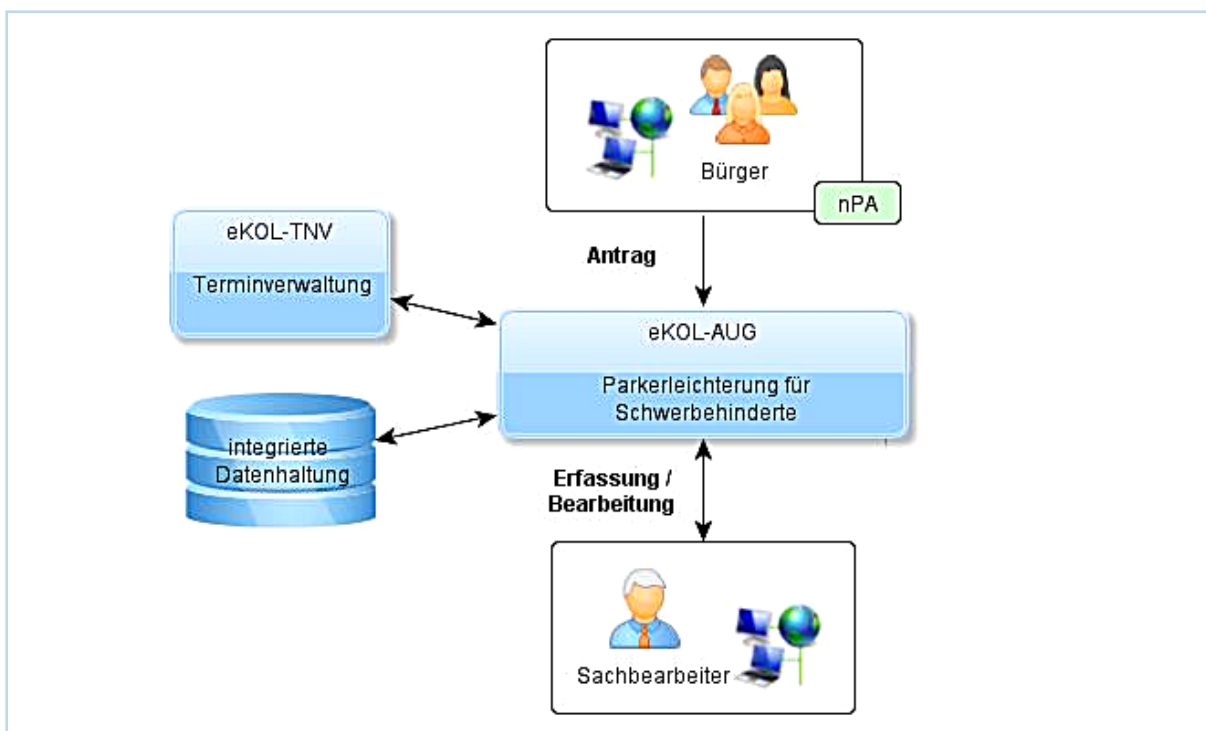 Bürger
nPA
Antrag
eKOL-TNV
Terminverwaltung
eKOL-AUG
Parkerleichterung für
Schwerbehinderte
integrierte
Datenhaltung
Erfassung /
Bearbeitung
Sachbearbeiter